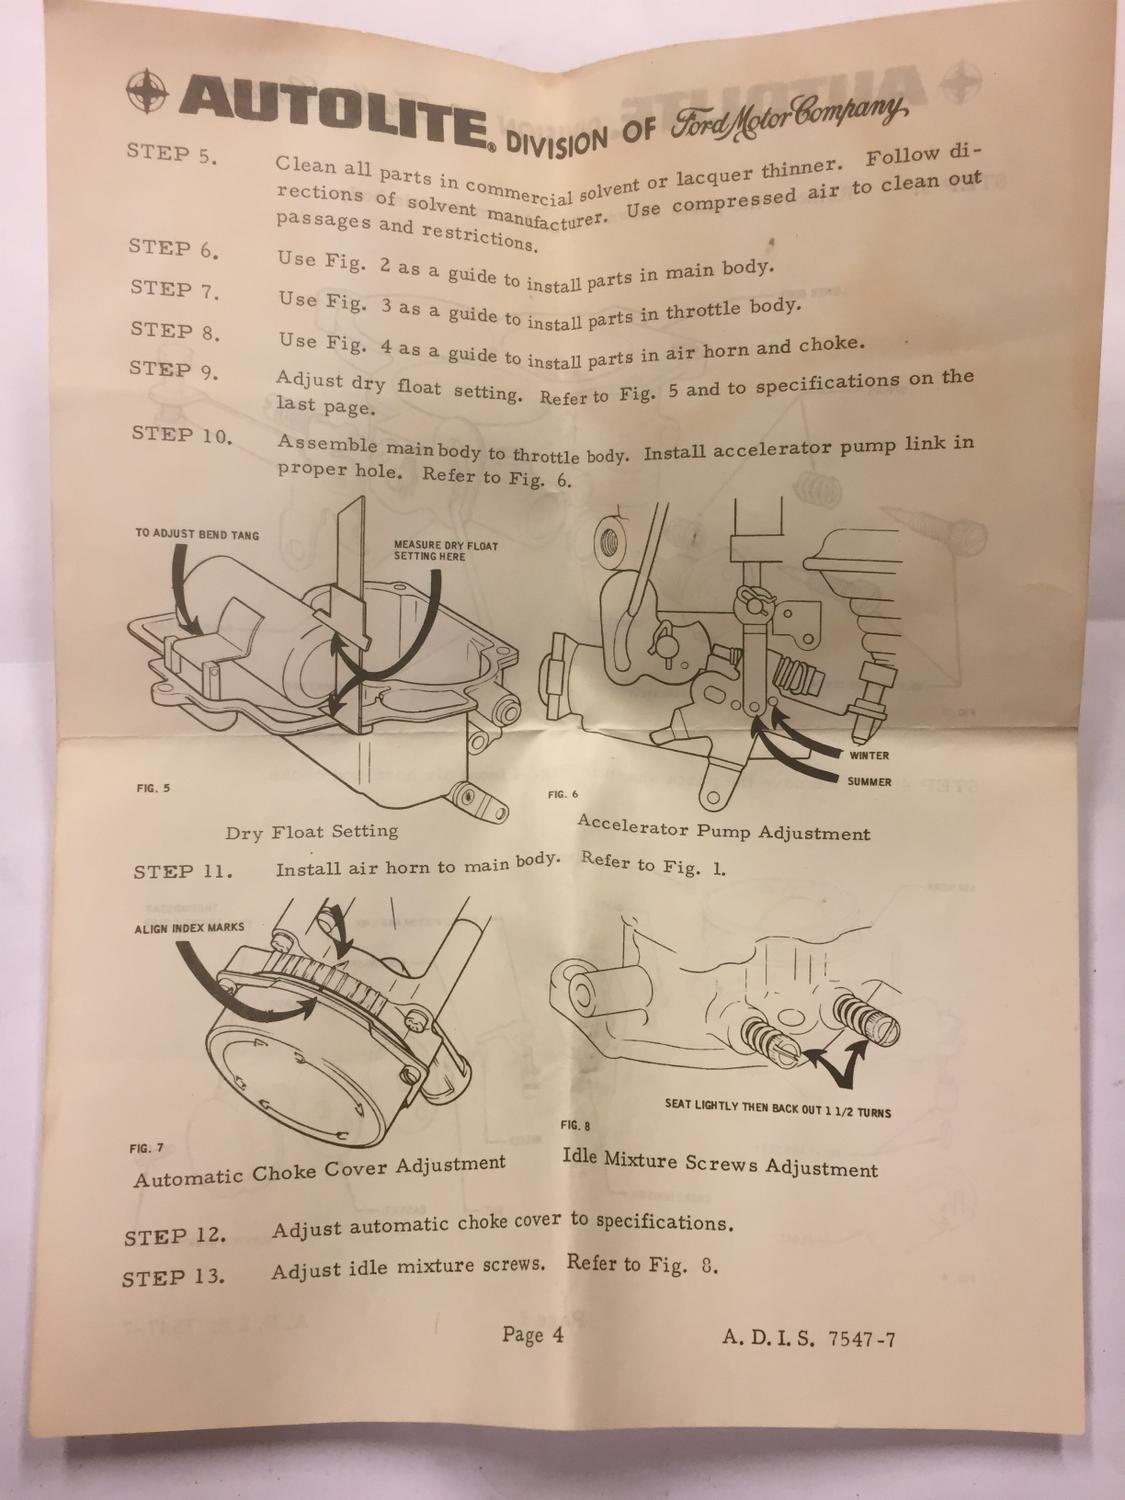 AUTOLITE® DIVISION OF Ford Motor Company
STEP 5. Clean all parts in commercial solvent or lacquer thinner. Follow di-
rections of solvent manufacturer. Use compressed air to clean out
passages and restrictions.
STEP 6. Use Fig. 2 as a guide to install parts in main body.
STEP 7. Use Fig. 3 as a guide to install parts in throttle body.
STEP 8. Use Fig. 4 as a guide to install parts in air horn and choke.
STEP 9. Adjust dry float setting. Refer to Fig. 5 and to specifications on the
last page.
STEP 10. Assemble main body to throttle body. Install accelerator pump link in
proper hole. Refer to Fig. 6.
TO ADJUST BEND TANG
MEASURE DRY FLOAT
SETTING HERE
WINTER
SUMMER
FIG. 5
FIG. 6
Dry Float Setting
Accelerator Pump Adjustment
STEP 11. Install air horn to main body. Refer to Fig. 1.
ALIGN INDEX MARKS
SEAT LIGHTLY THEN BACK OUT 1 1/2 TURNS
FIG. 7
FIG. 8
Automatic Choke Cover Adjustment
Idle Mixture Screws Adjustment
STEP 12. Adjust automatic choke cover to specifications.
STEP 13. Adjust idle mixture screws. Refer to Fig. 8.
Page 4
A. D. I. S. 7547-7